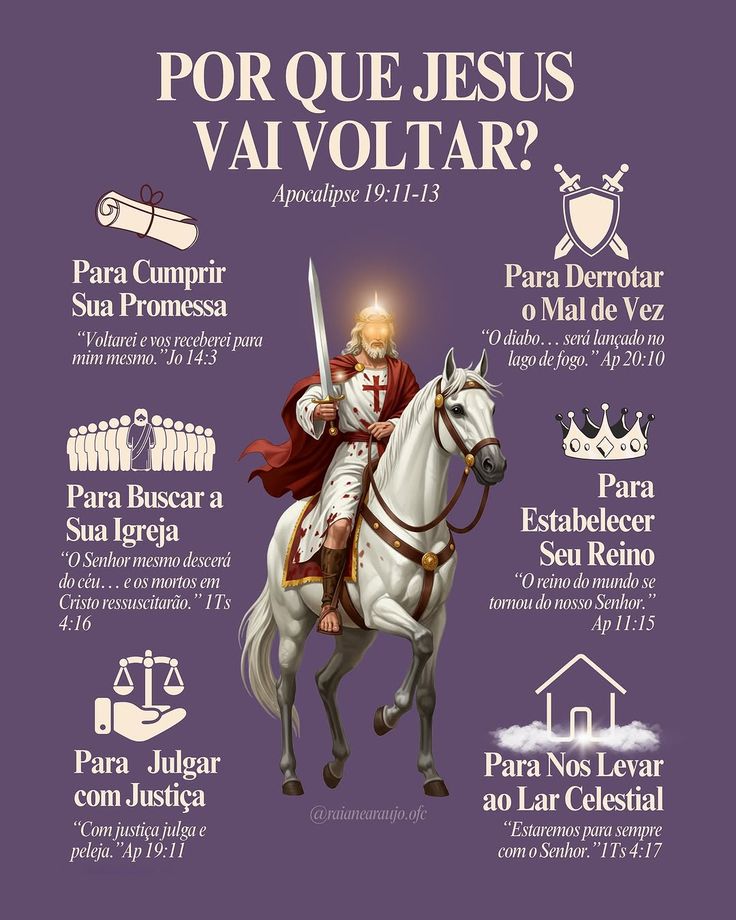 POR QUE JESUS
VAI VOLTAR?
Apocalipse 19:11-13
Para Cumprir
Sua Promessa
“Voltarei e vos receberei para
mim mesmo.”Jo 14:3
Para Derrotar
o Mal de Vez
“O diabo... será lançado no
lago de fogo.” Ap 20:10
Para Buscar a
Sua Igreja
“O Senhor mesmo descerá
do céu... e os mortos em
Cristo ressuscitarão.” 1Ts
4:16
Para
Estabelecer
Seu Reino
“O reino do mundo se
tornou do nosso Senhor.”
Ap 11:15
Para Julgar
com Justiça
“Com justiça julga e
peleja.”Ap 19:11
Para Nos Levar
ao Lar Celestial
“Estaremos para sempre
com o Senhor.”1Ts 4:17
@raianearaujo.ofc